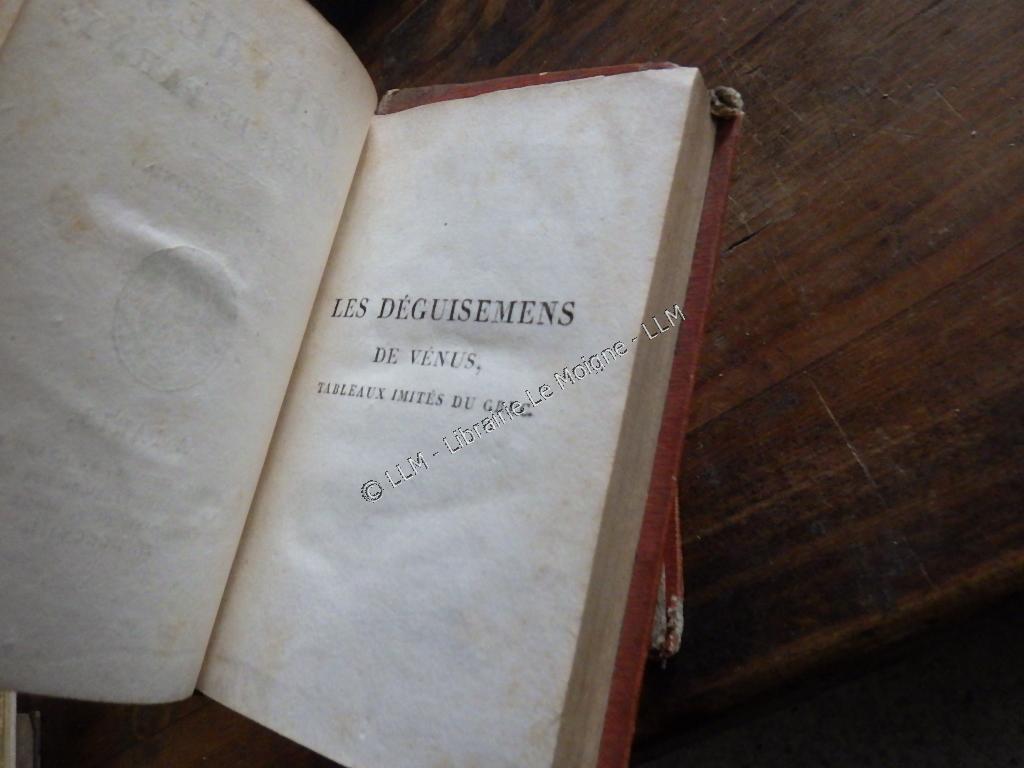 LES DÉGUISEMENS
DE VÉNUS,
TABLEAUX IMITÉS DU GREC
© LLM - Librairie Le Moigne - LLM